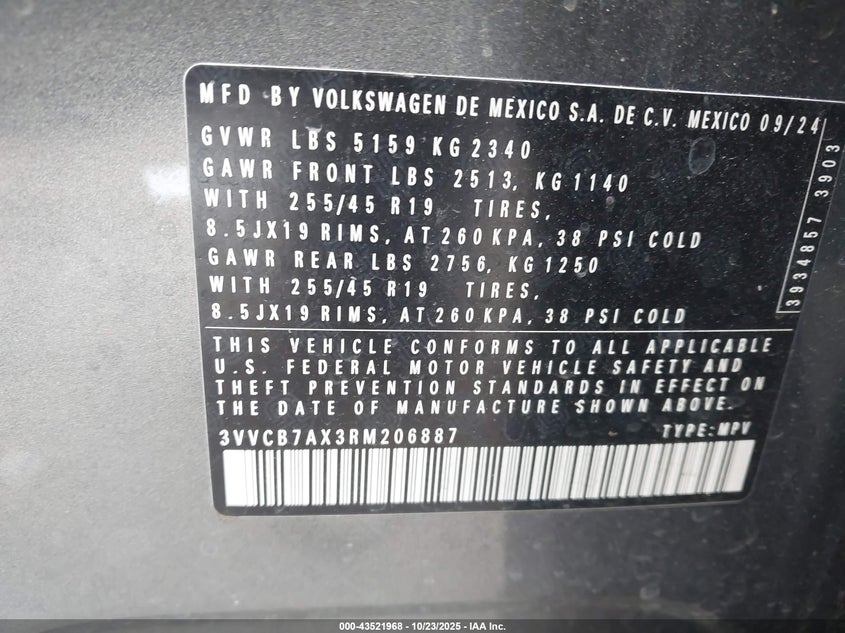 MFD BY VOLKSWAGEN DE MEXICO S.A. DE C.V. MEXICO 09/24
GVWR LBS 5159 KG 2340
GAWR FRONT LBS 2513, KG 1140
WITH 255/45 R19 TIRES,
8.5JX19 RIMS, AT 260 KPA, 38 PSI COLD
GAWR REAR LBS 2756, KG 1250
WITH 255/45 R19 TIRES,
8.5JX19 RIMS, AT 260 KPA, 38 PSI COLD
3934857 3903
THIS VEHICLE CONFORMS TO ALL APPLICABLE
U.S. FEDERAL MOTOR VEHICLE SAFETY AND
THEFT PREVENTION STANDARDS IN EFFECT ON
THE DATE OF MANUFACTURE SHOWN ABOVE.
3VVCB7AX3RM206887 TYPE: MPV
000-43521968 - 10/23/2025 - IAA Inc.